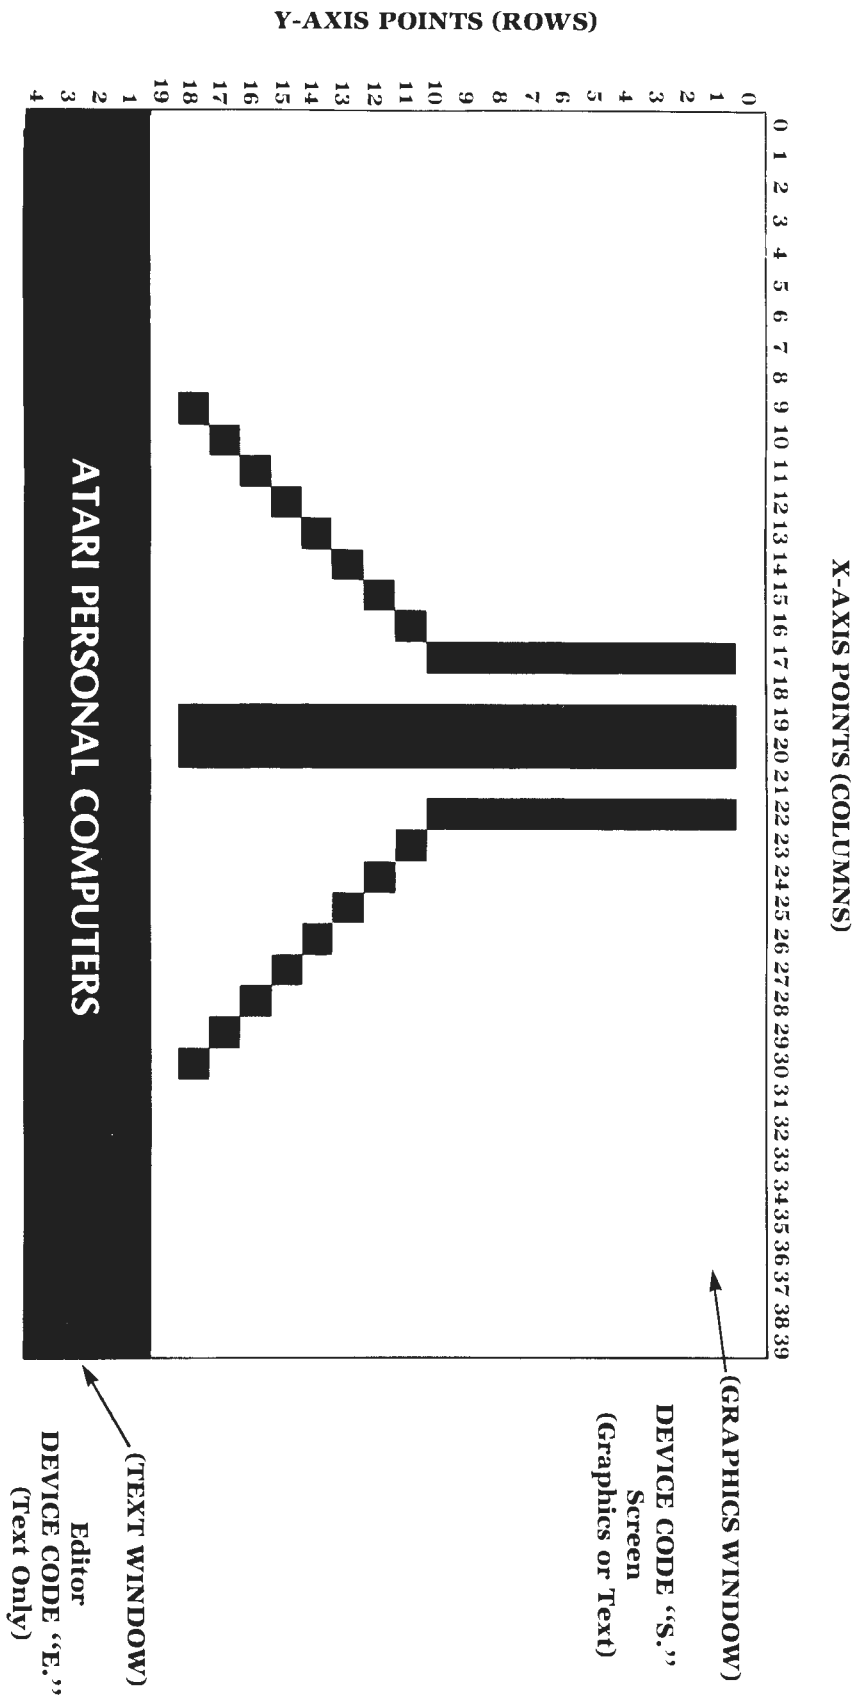 X-AXIS POINTS (COLUMNS)
0 1 2 3 4 5 6 7 8 9 10 11 12 13 14 15 16 17 18 19 20 21 22 23 24 25 26 27 28 29 30 31 32 33 34 35 36 37 38 39
Y-AXIS POINTS (ROWS)
0
1
2
3
4
5
6
7
8
9
10
11
12
13
14
15
16
17
18
19
1
2
3
4
ATARI PERSONAL COMPUTERS
(GRAPHICS WINDOW)
DEVICE CODE “S.”
Screen
(Graphics or Text)
(TEXT WINDOW)
Editor
DEVICE CODE “E.”
(Text Only)